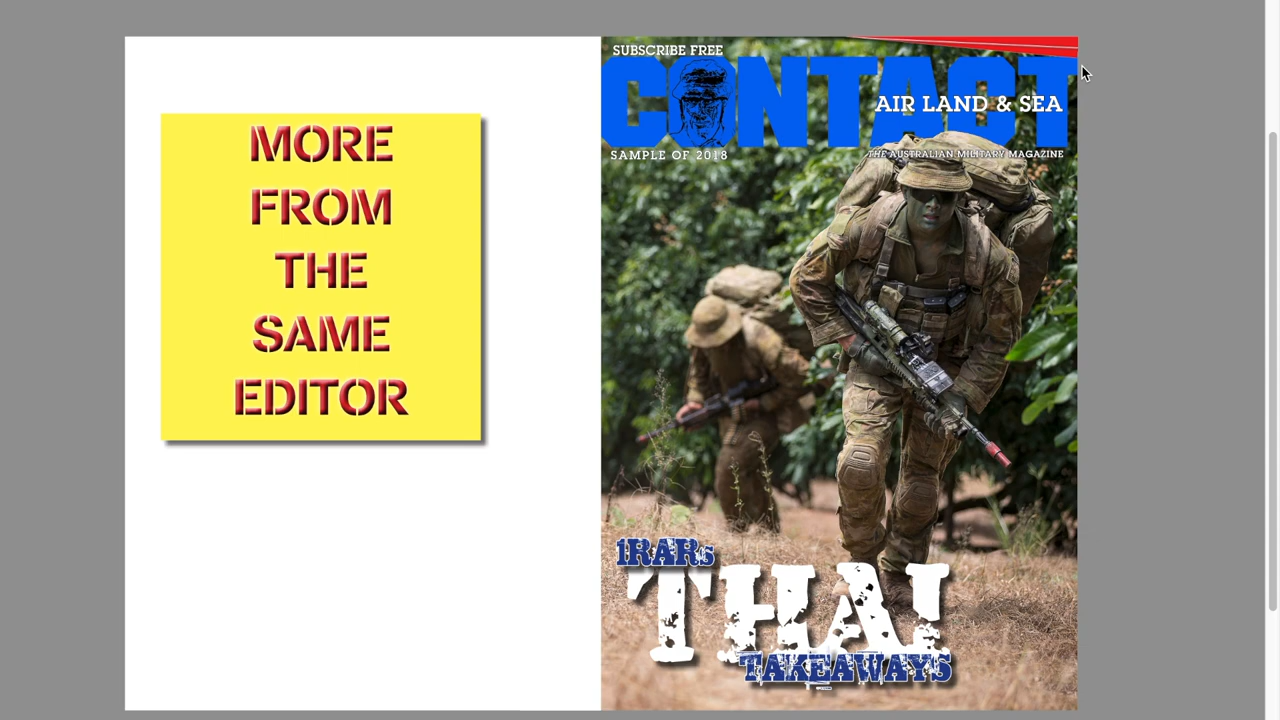 MORE
FROM
THE
SAME
EDITOR
SUBSCRIBE FREE
CONTACT
AIR LAND & SEA
SAMPLE OF 2018
THE AUSTRALIAN MILITARY MAGAZINE
1RARs
THAI
TAKEAWAYS